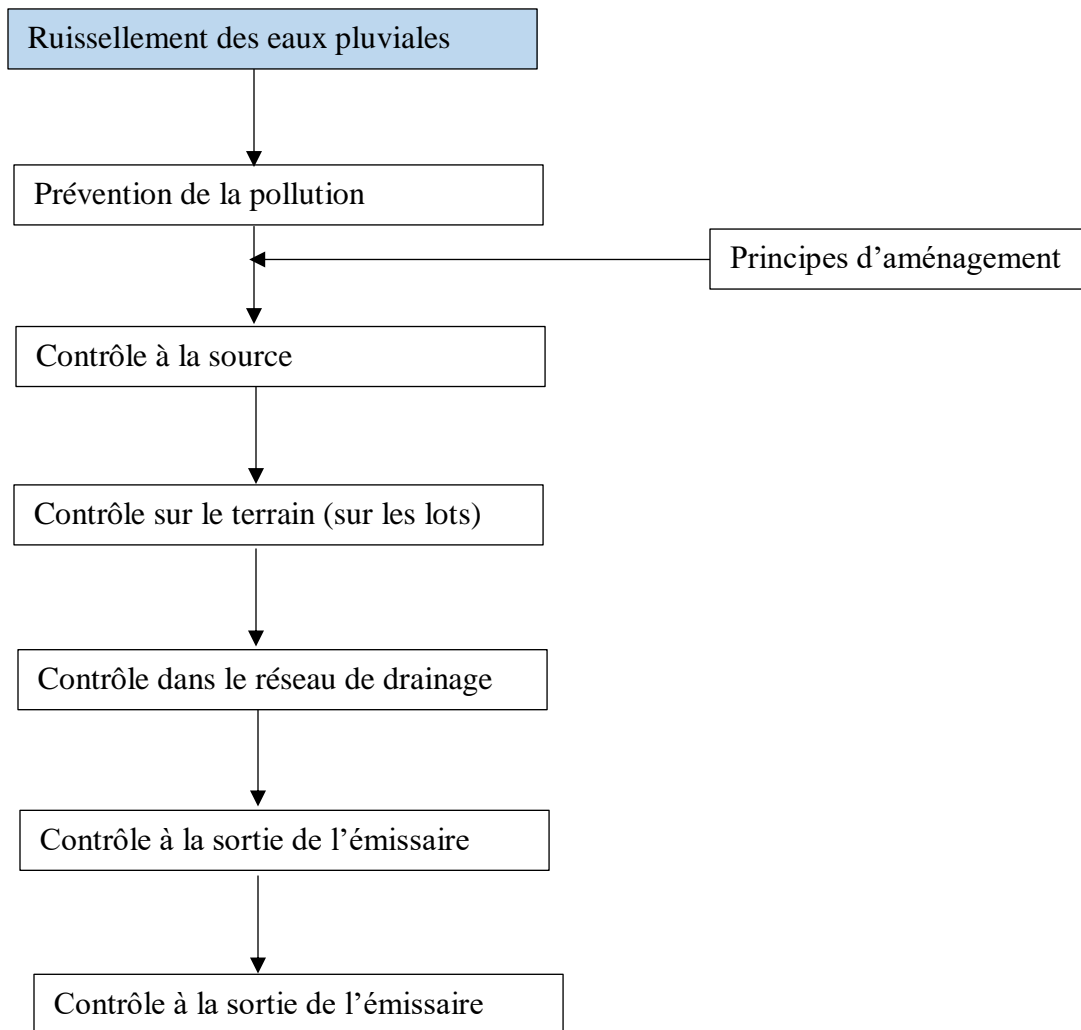 Ruissellement des eaux pluviales
Prévention de la pollution
Principes d’aménagement
Contrôle à la source
Contrôle sur le terrain (sur les lots)
Contrôle dans le réseau de drainage
Contrôle à la sortie de l’émissaire
Contrôle à la sortie de l’émissaire